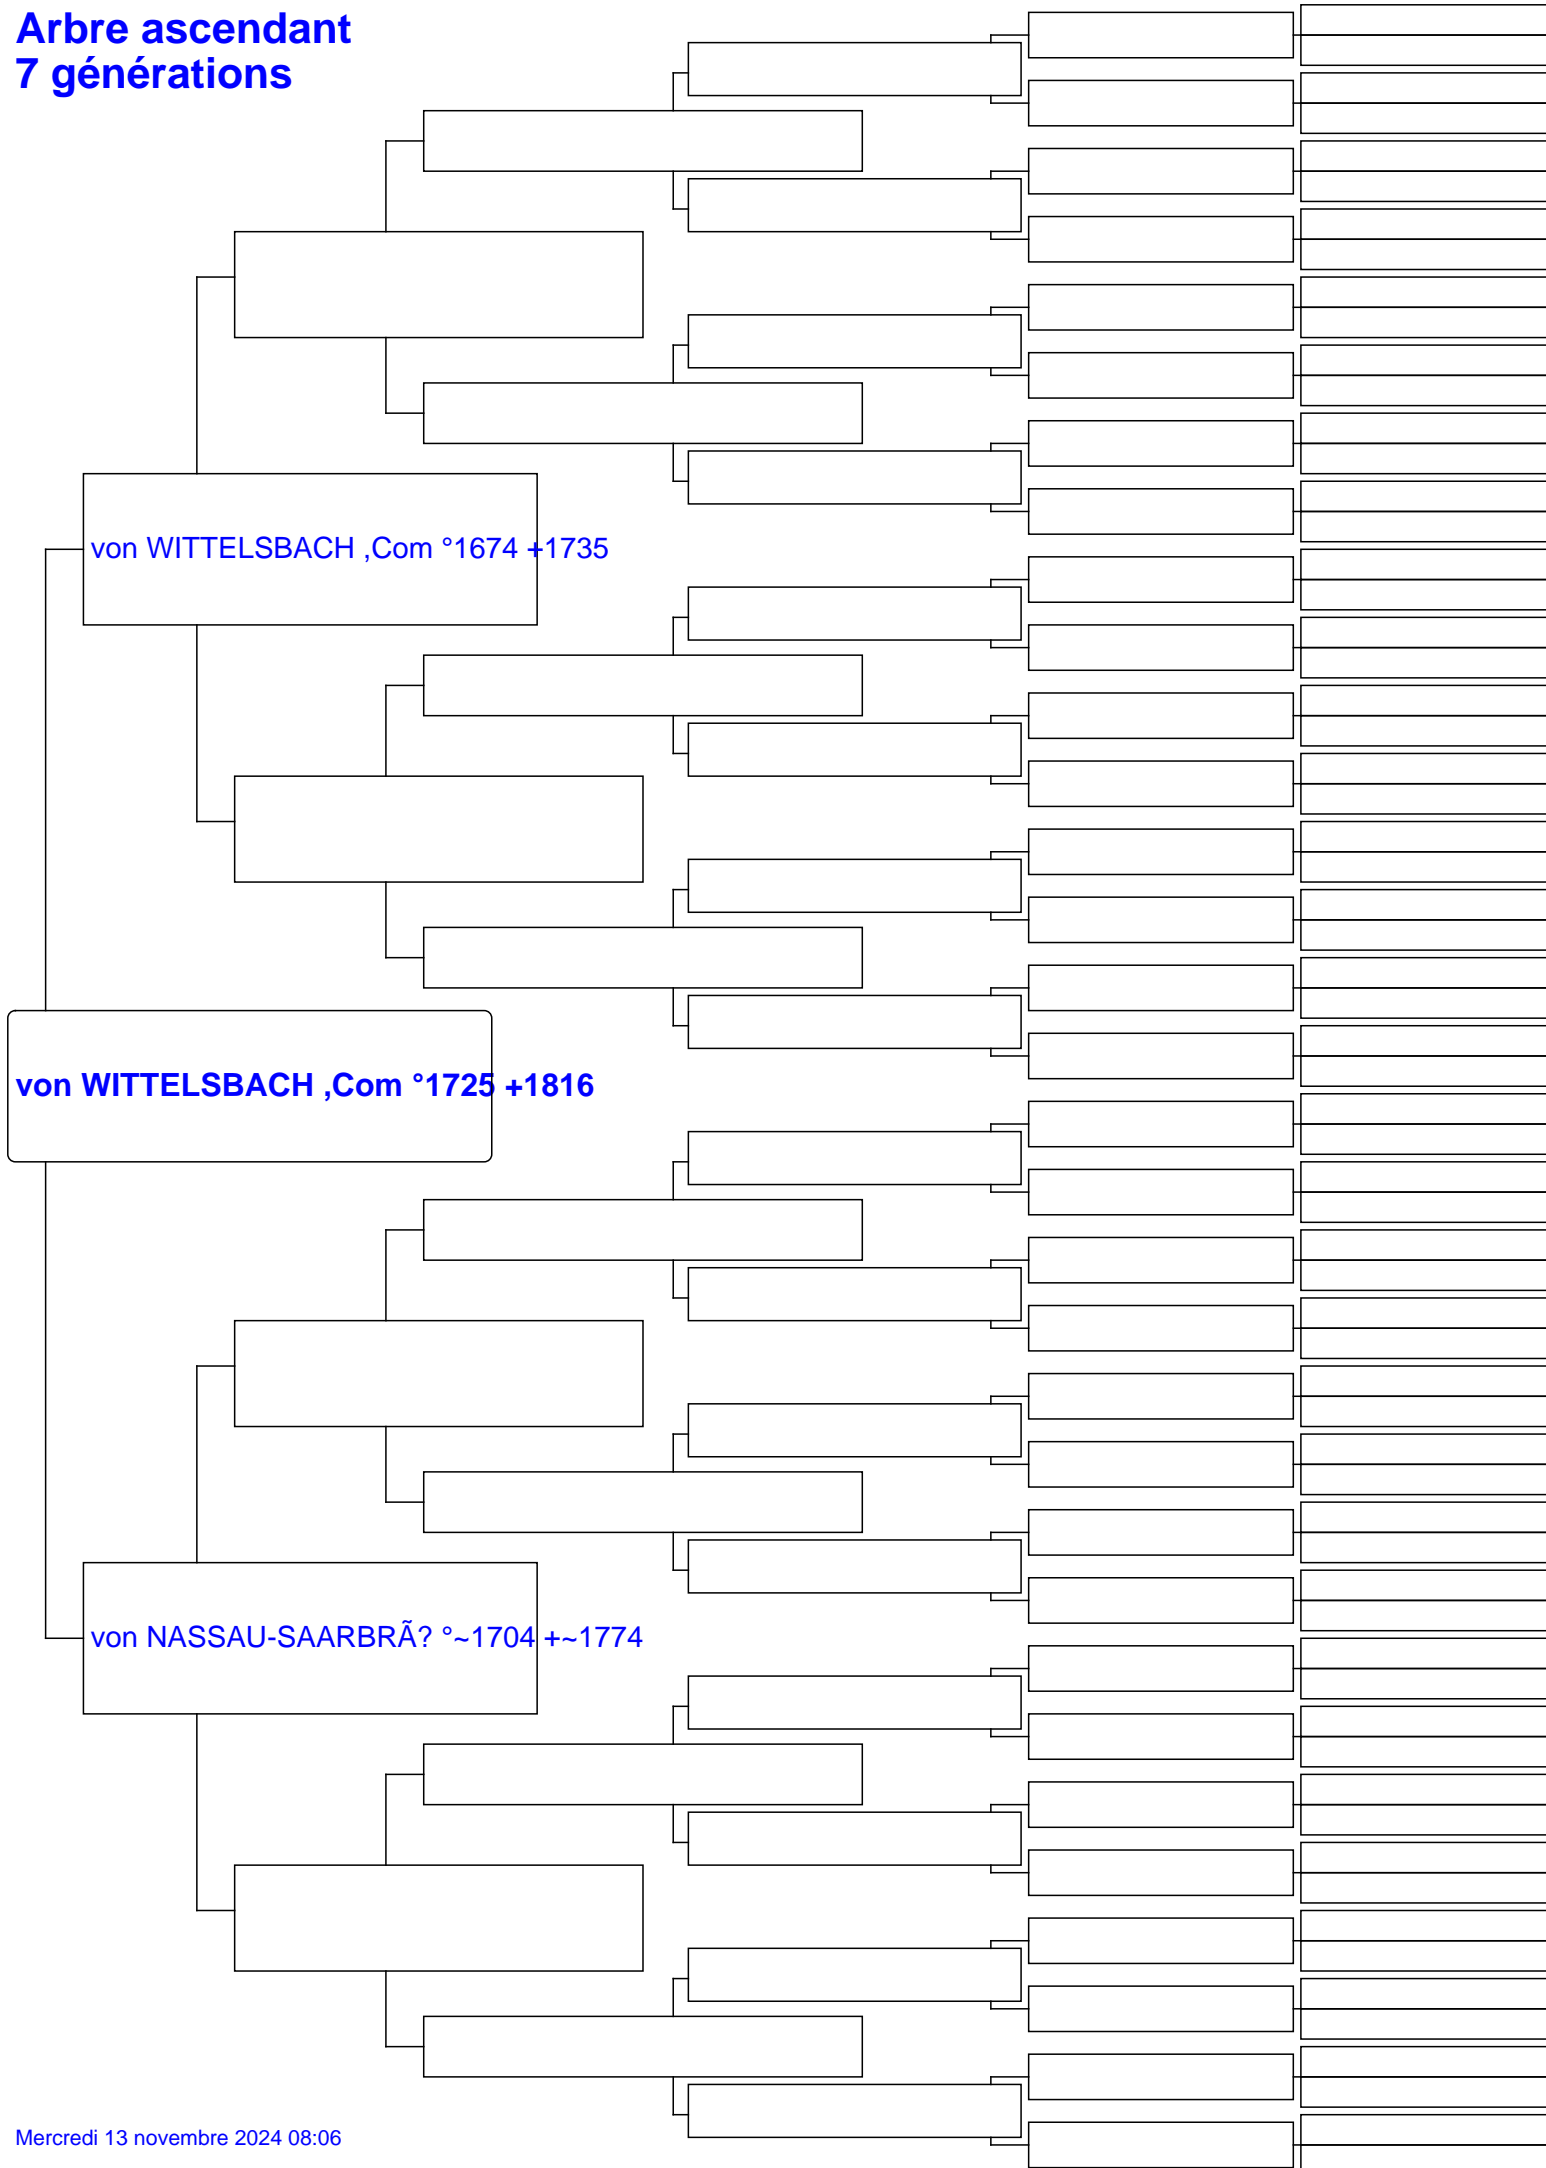 Arbre ascendant
7 générations
von WITTELSBACH ,Com °1674 +1735
von WITTELSBACH ,Com °1725 +1816
von NASSAU-SAARBRÃ? °~1704 +~1774
Mercredi 13 novembre 2024 08:06